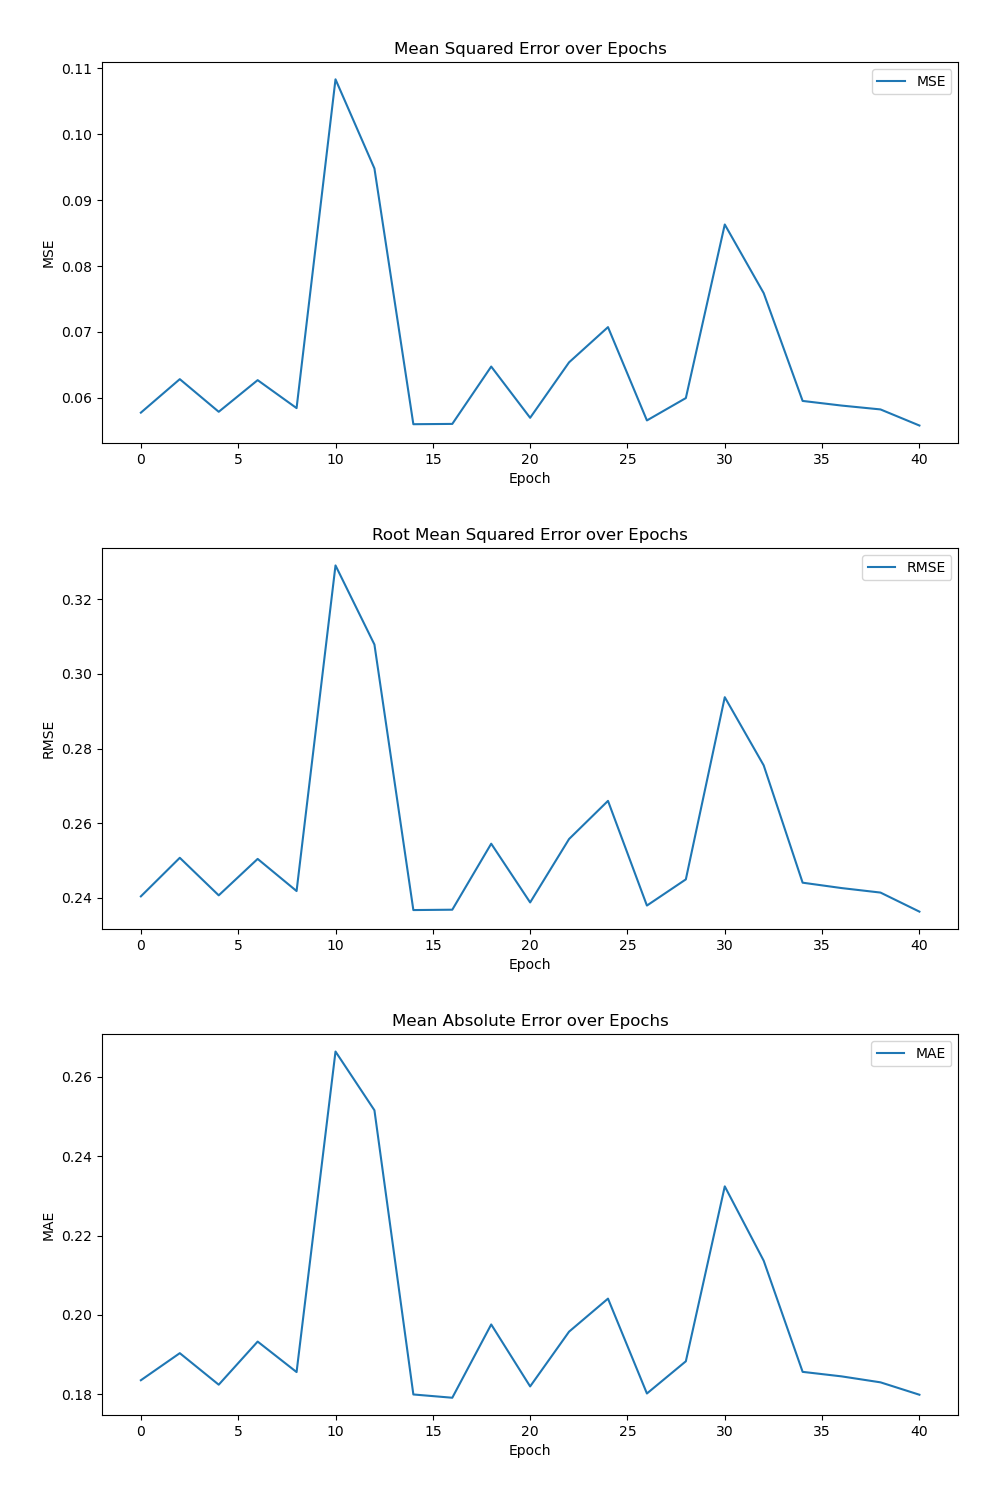 Mean Squared Error over Epochs
MSE
0.11
0.10
0.09
0.08
0.07
0.06
MSE
0 5 10 15 20 25 30 35 40
Epoch
Root Mean Squared Error over Epochs
RMSE
0.32
0.30
0.28
0.26
0.24
RMSE
0 5 10 15 20 25 30 35 40
Epoch
Mean Absolute Error over Epochs
MAE
0.26
0.24
0.22
0.20
0.18
MAE
0 5 10 15 20 25 30 35 40
Epoch